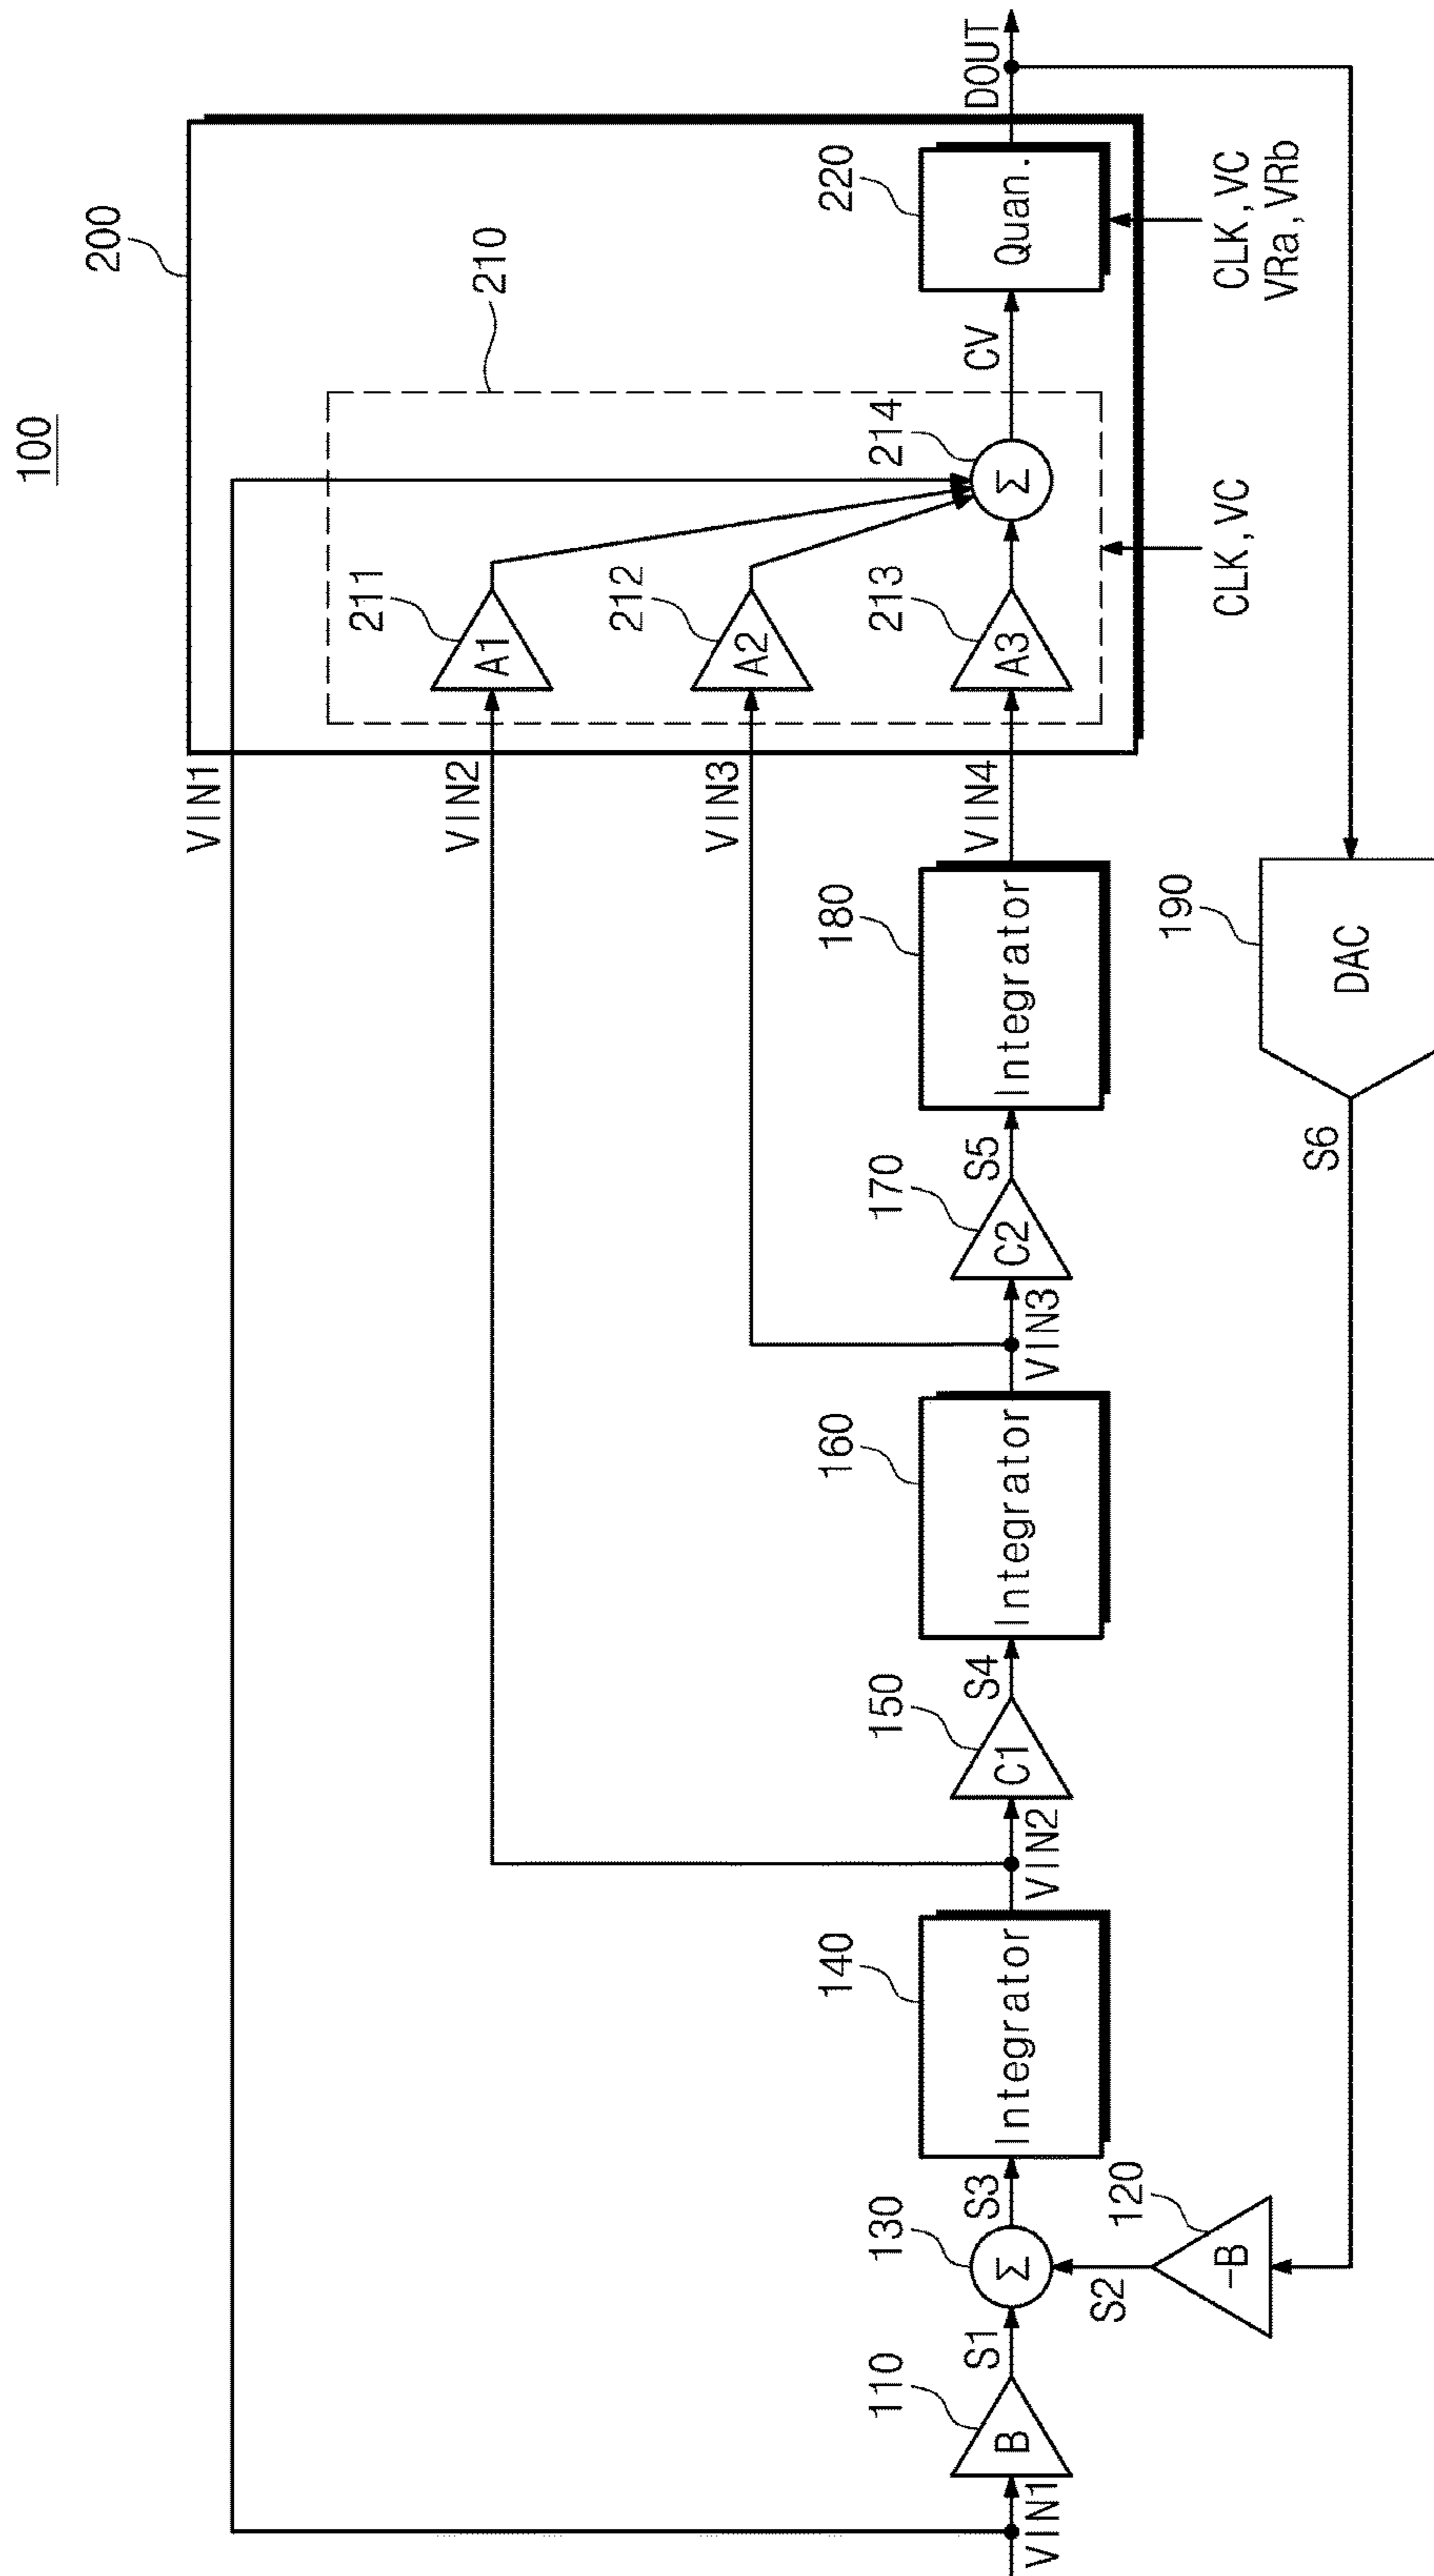 100
200
210
VIN1
211
A1
VIN2
212
A2
VIN3
213
A3
214
Σ
CV
220
Quan.
DOUT
VIN4
CLK, VC
CLK, VC
VRa, VRb
VIN1
110
B
S1
130
Σ
S3
140
Integrator
VIN2
150
C1
S4
160
Integrator
VIN3
170
C2
S5
180
Integrator
S2
120
-B
S6
190
DAC